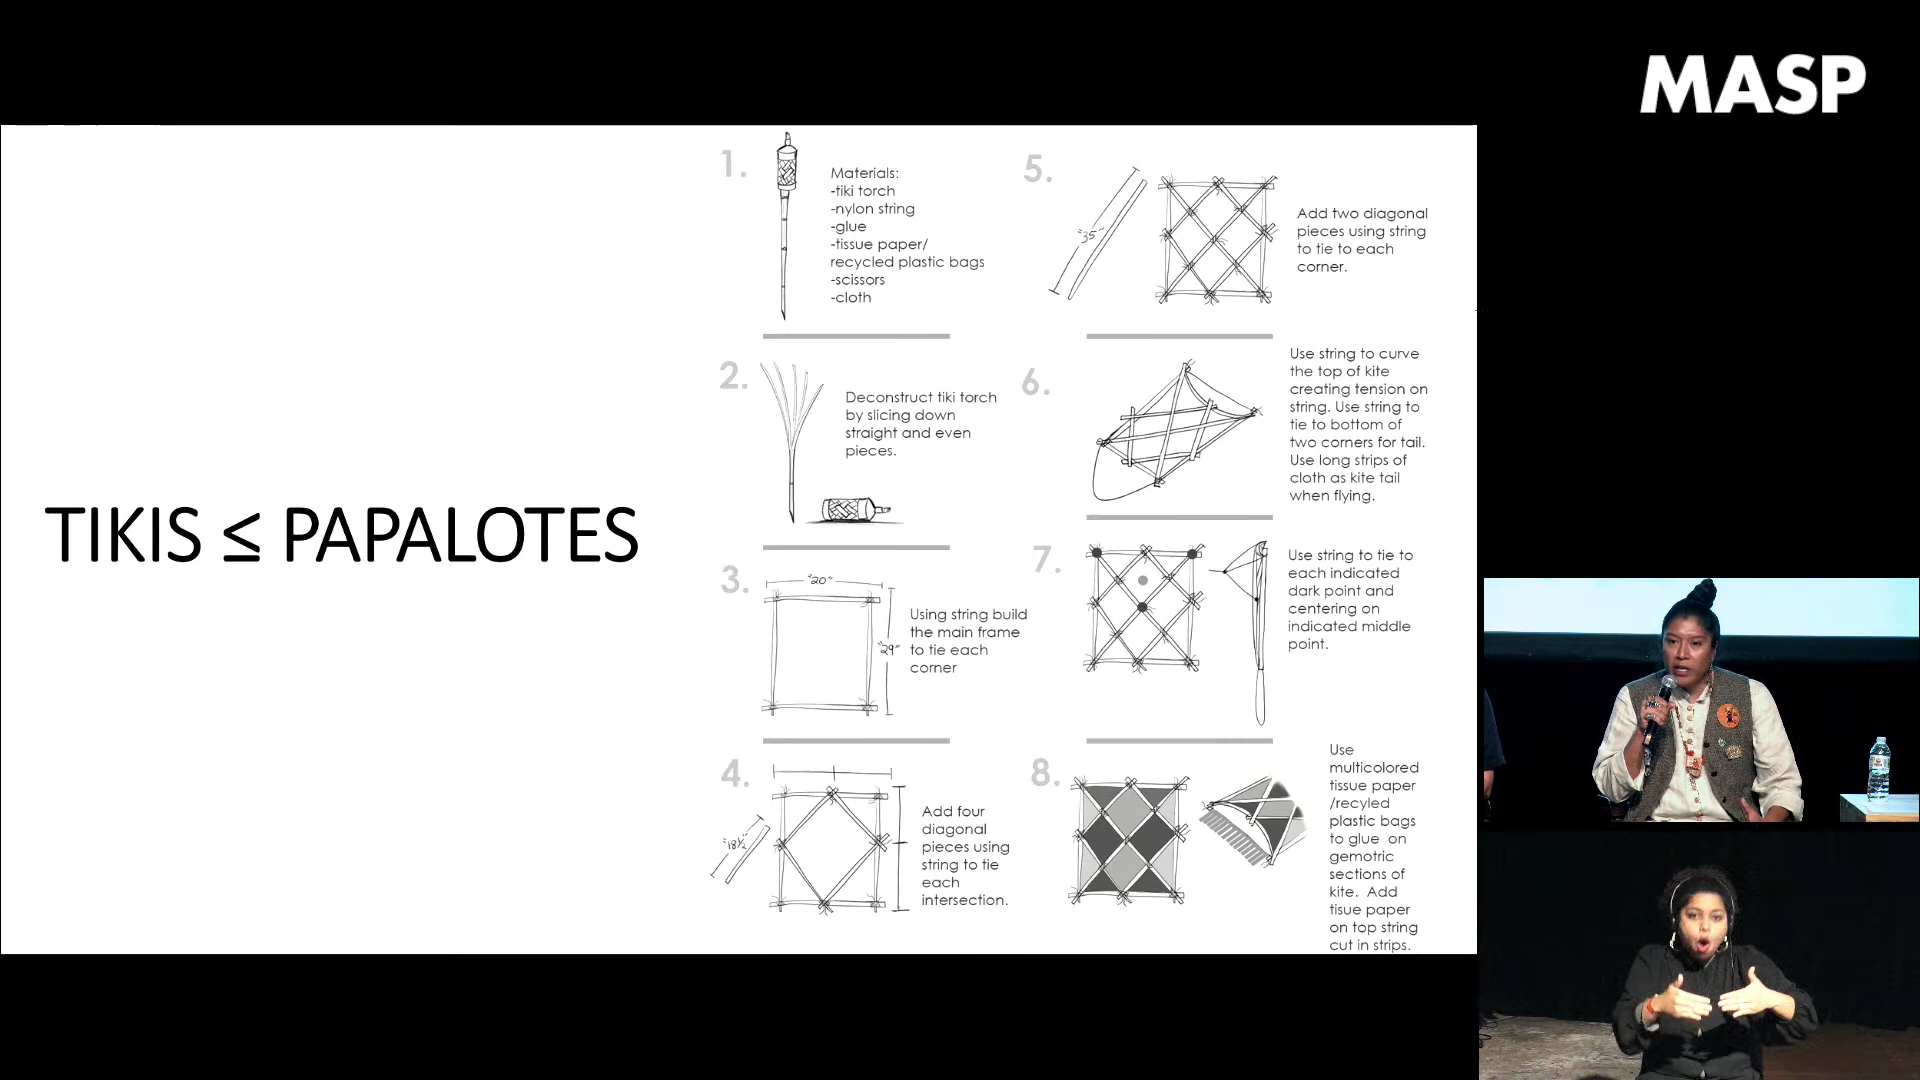 MASP
TIKIS ≤ PAPALOTES
1.
Materials:
-tiki torch
-nylon string
-glue
-tissue paper/
recycled plastic bags
-scissors
-cloth
2.
Deconstruct tiki torch
by slicing down
straight and even
pieces.
3.
"20"
"29"
Using string build
the main frame
to tie each
corner
4.
"18½"
Add four
diagonal
pieces using
string to tie
each
intersection.
5.
"35"
Add two diagonal
pieces using string
to tie to each
corner.
6.
Use string to curve
the top of kite
creating tension on
string. Use string to
tie to bottom of
two corners for tail.
Use long strips of
cloth as kite tail
when flying.
7.
Use string to tie to
each indicated
dark point and
centering on
indicated middle
point.
8.
Use
multicolored
tissue paper
/recyled
plastic bags
to glue on
gemotric
sections of
kite. Add
tisue paper
on top string
cut in strips.